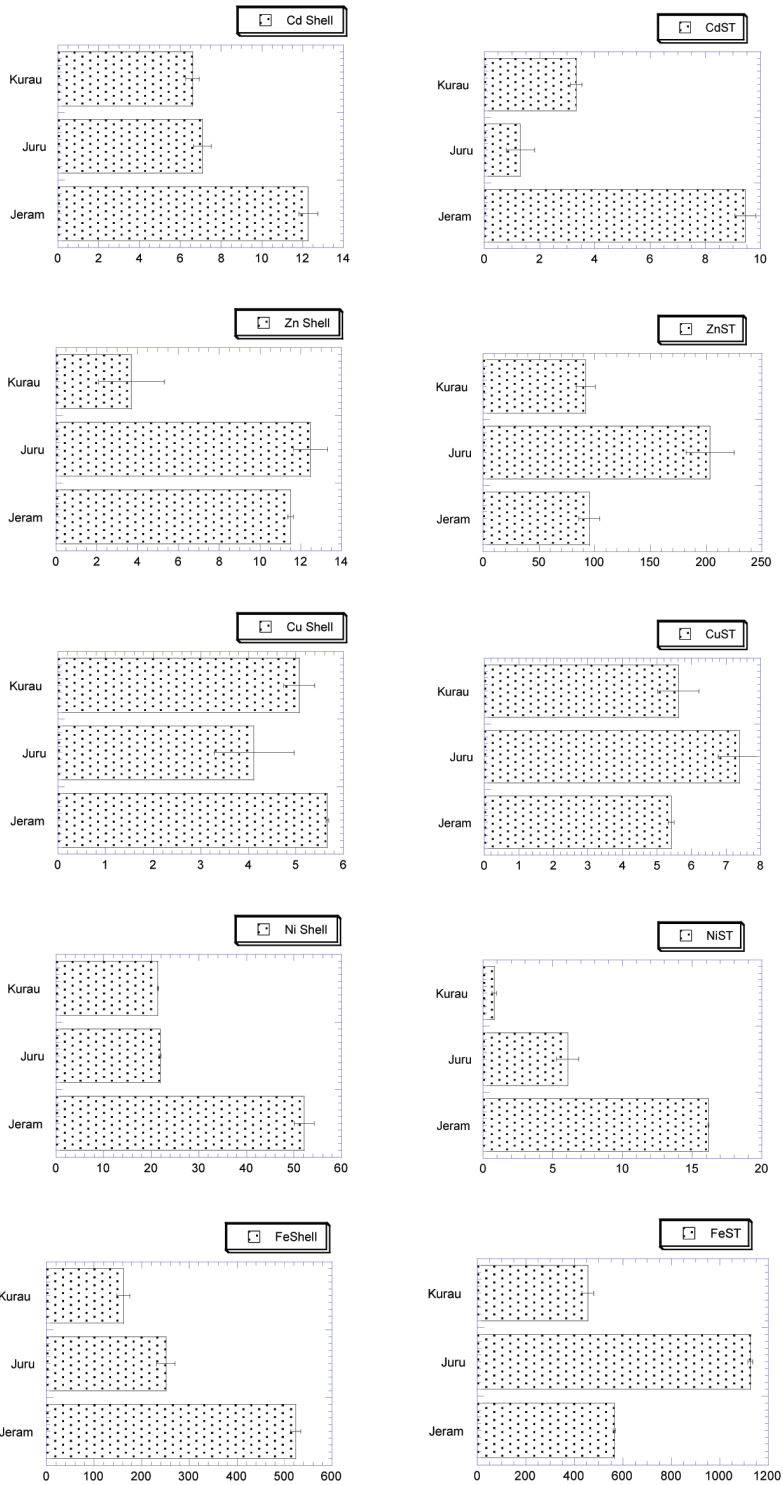 Cd Shell
Kurau
Juru
Jeram
0 2 4 6 8 10 12 14
CdST
Kurau
Juru
Jeram
0 2 4 6 8 10
Zn Shell
Kurau
Juru
Jeram
0 2 4 6 8 10 12 14
ZnST
Kurau
Juru
Jeram
0 50 100 150 200 250
Cu Shell
Kurau
Juru
Jeram
0 1 2 3 4 5 6
CuST
Kurau
Juru
Jeram
0 1 2 3 4 5 6 7 8
Ni Shell
Kurau
Juru
Jeram
0 10 20 30 40 50 60
NiST
Kurau
Juru
Jeram
0 5 10 15 20
FeShell
Kurau
Juru
Jeram
0 100 200 300 400 500 600
FeST
Kurau
Juru
Jeram
0 200 400 600 800 1000 1200